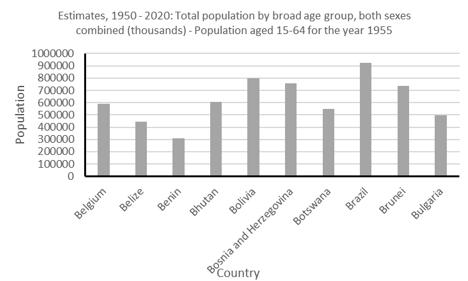 Estimates, 1950 - 2020: Total population by broad age group, both sexes
combined (thousands) - Population aged 15-64 for the year 1955
Population
1000000
900000
800000
700000
600000
500000
400000
300000
200000
100000
0
Belgium
Belize
Benin
Bhutan
Bolivia
Bosnia and Herzegovina
Botswana
Brazil
Brunei
Bulgaria
Country